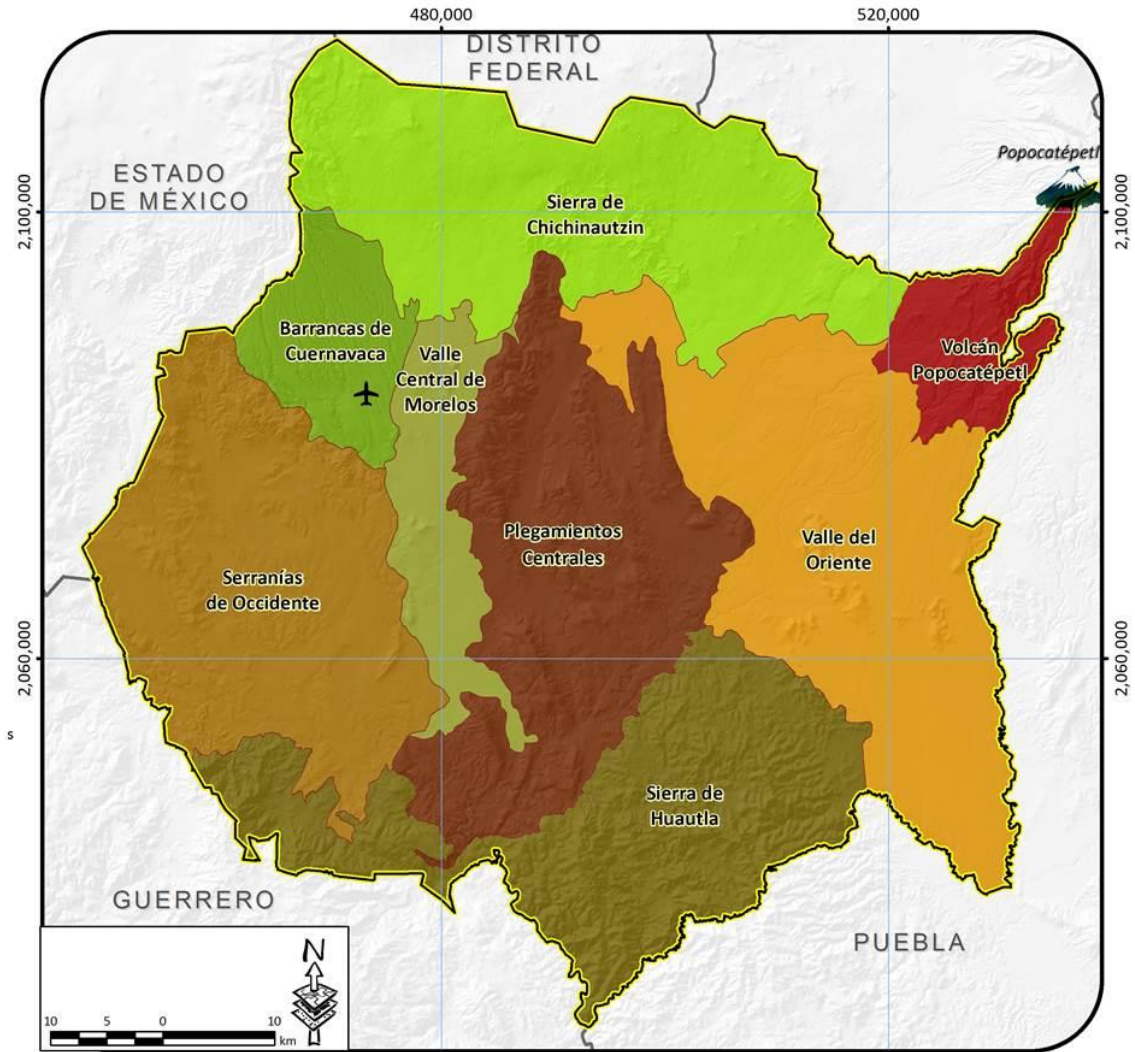 480,000
520,000
DISTRITO
FEDERAL
ESTADO
DE MÉXICO
Popocatépetl
2,100,000
2,100,000
Sierra de
Chichinautzin
Barrancas de
Cuernavaca
Valle
Central de
Morelos
Volcán
Popocatépetl
Plegamientos
Centrales
Valle del
Oriente
Serranías
de Occidente
2,060,000
2,060,000
s
Sierra de
Huautla
GUERRERO
PUEBLA
N
10 5 0 10
km